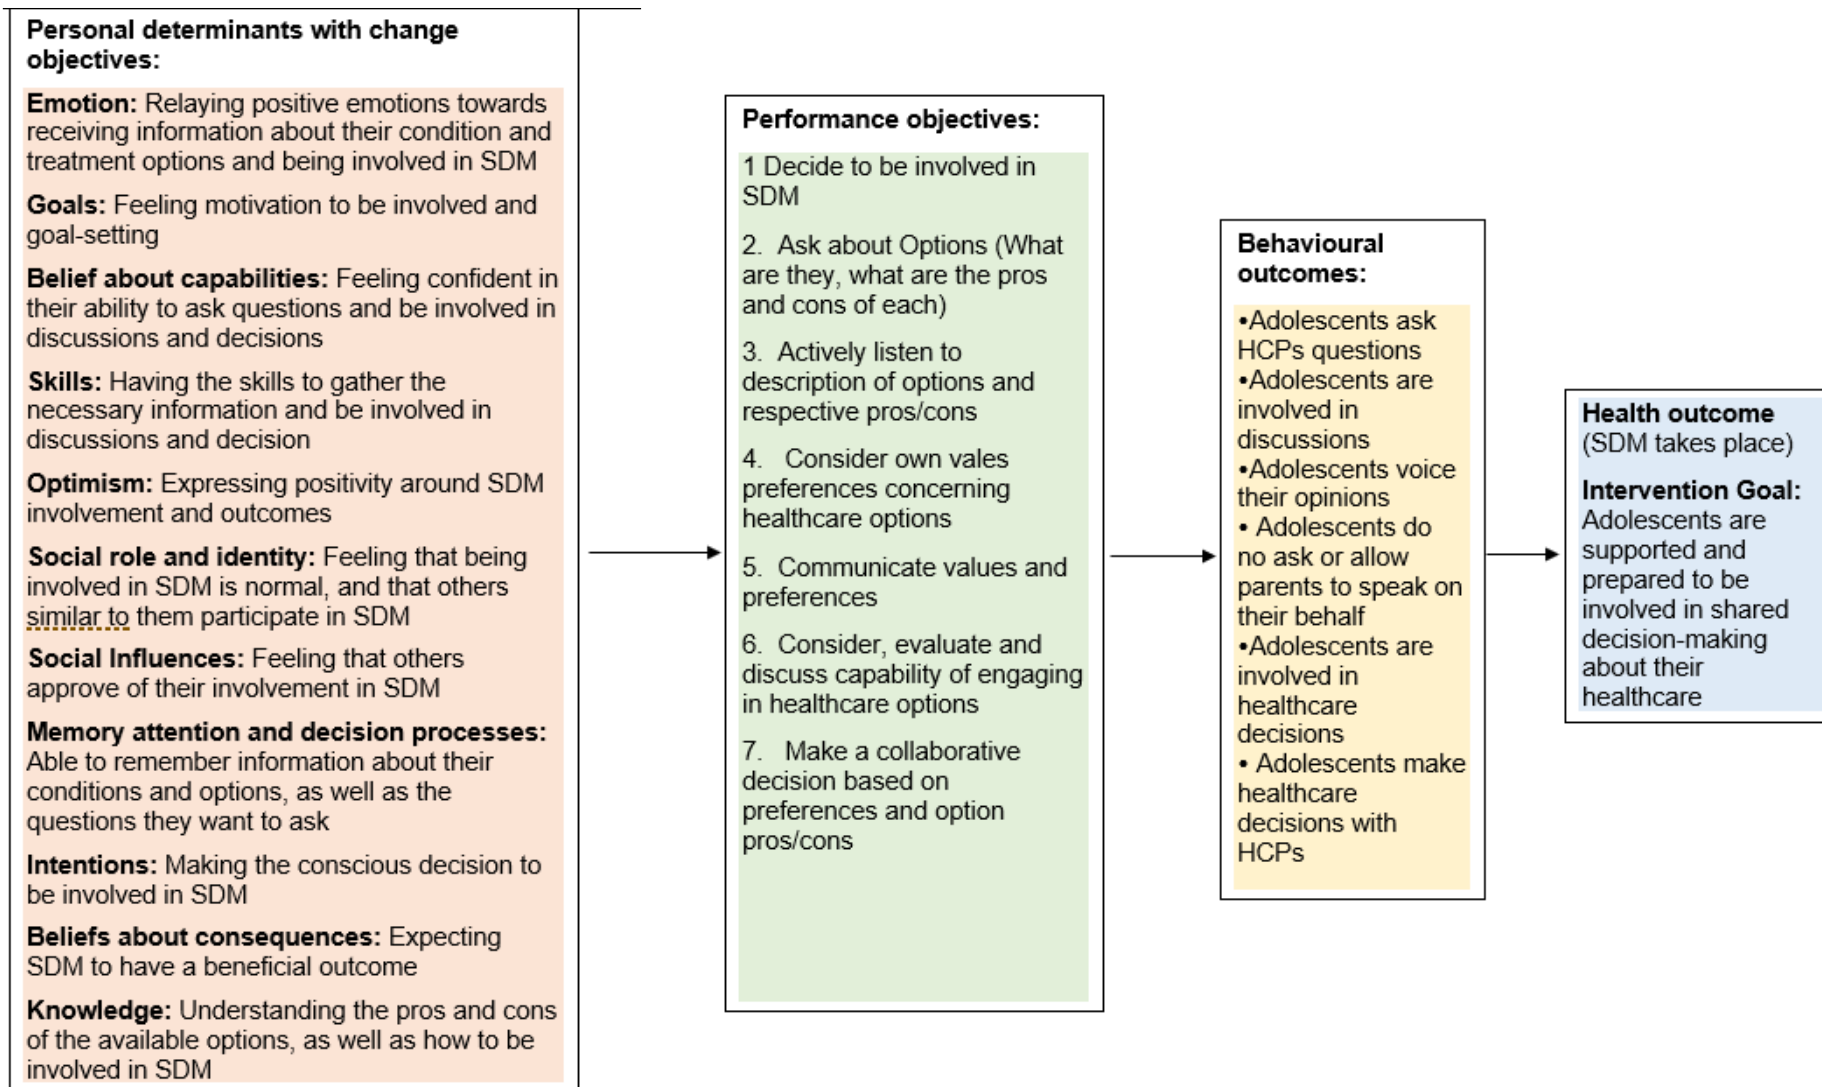 Personal determinants with change
objectives:
Emotion: Relaying positive emotions towards
receiving information about their condition and
treatment options and being involved in SDM
Goals: Feeling motivation to be involved and
goal-setting
Belief about capabilities: Feeling confident in
their ability to ask questions and be involved in
discussions and decisions
Skills: Having the skills to gather the
necessary information and be involved in
discussions and decision
Optimism: Expressing positivity around SDM
involvement and outcomes
Social role and identity: Feeling that being
involved in SDM is normal, and that others
similar to them participate in SDM
Social Influences: Feeling that others
approve of their involvement in SDM
Memory attention and decision processes:
Able to remember information about their
conditions and options, as well as the
questions they want to ask
Intentions: Making the conscious decision to
be involved in SDM
Beliefs about consequences: Expecting
SDM to have a beneficial outcome
Knowledge: Understanding the pros and cons
of the available options, as well as how to be
involved in SDM
Performance objectives:
1 Decide to be involved in
SDM
2. Ask about Options (What
are they, what are the pros
and cons of each)
3. Actively listen to
description of options and
respective pros/cons
4. Consider own vales
preferences concerning
healthcare options
5. Communicate values and
preferences
6. Consider, evaluate and
discuss capability of engaging
in healthcare options
7. Make a collaborative
decision based on
preferences and option
pros/cons
Behavioural
outcomes:
•Adolescents ask
HCPs questions
•Adolescents are
involved in
discussions
•Adolescents voice
their opinions
• Adolescents do
no ask or allow
parents to speak on
their behalf
•Adolescents are
involved in
healthcare
decisions
• Adolescents make
healthcare
decisions with
HCPs
Health outcome
(SDM takes place)
Intervention Goal:
Adolescents are
supported and
prepared to be
involved in shared
decision-making
about their
healthcare